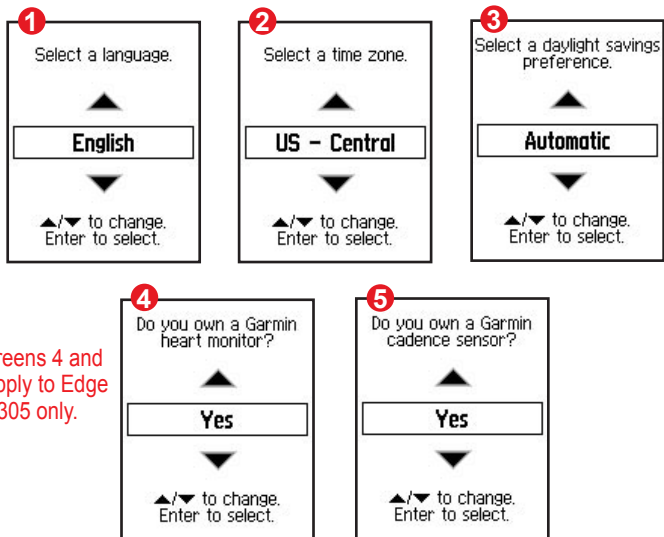 1
Select a language.
English
▲/▼ to change.
Enter to select.
2
Select a time zone.
US - Central
▲/▼ to change.
Enter to select.
3
Select a daylight savings
preference.
Automatic
▲/▼ to change.
Enter to select.
reens 4 and
pply to Edge
305 only.
4
Do you own a Garmin
heart monitor?
Yes
▲/▼ to change.
Enter to select.
5
Do you own a Garmin
cadence sensor?
Yes
▲/▼ to change.
Enter to select.